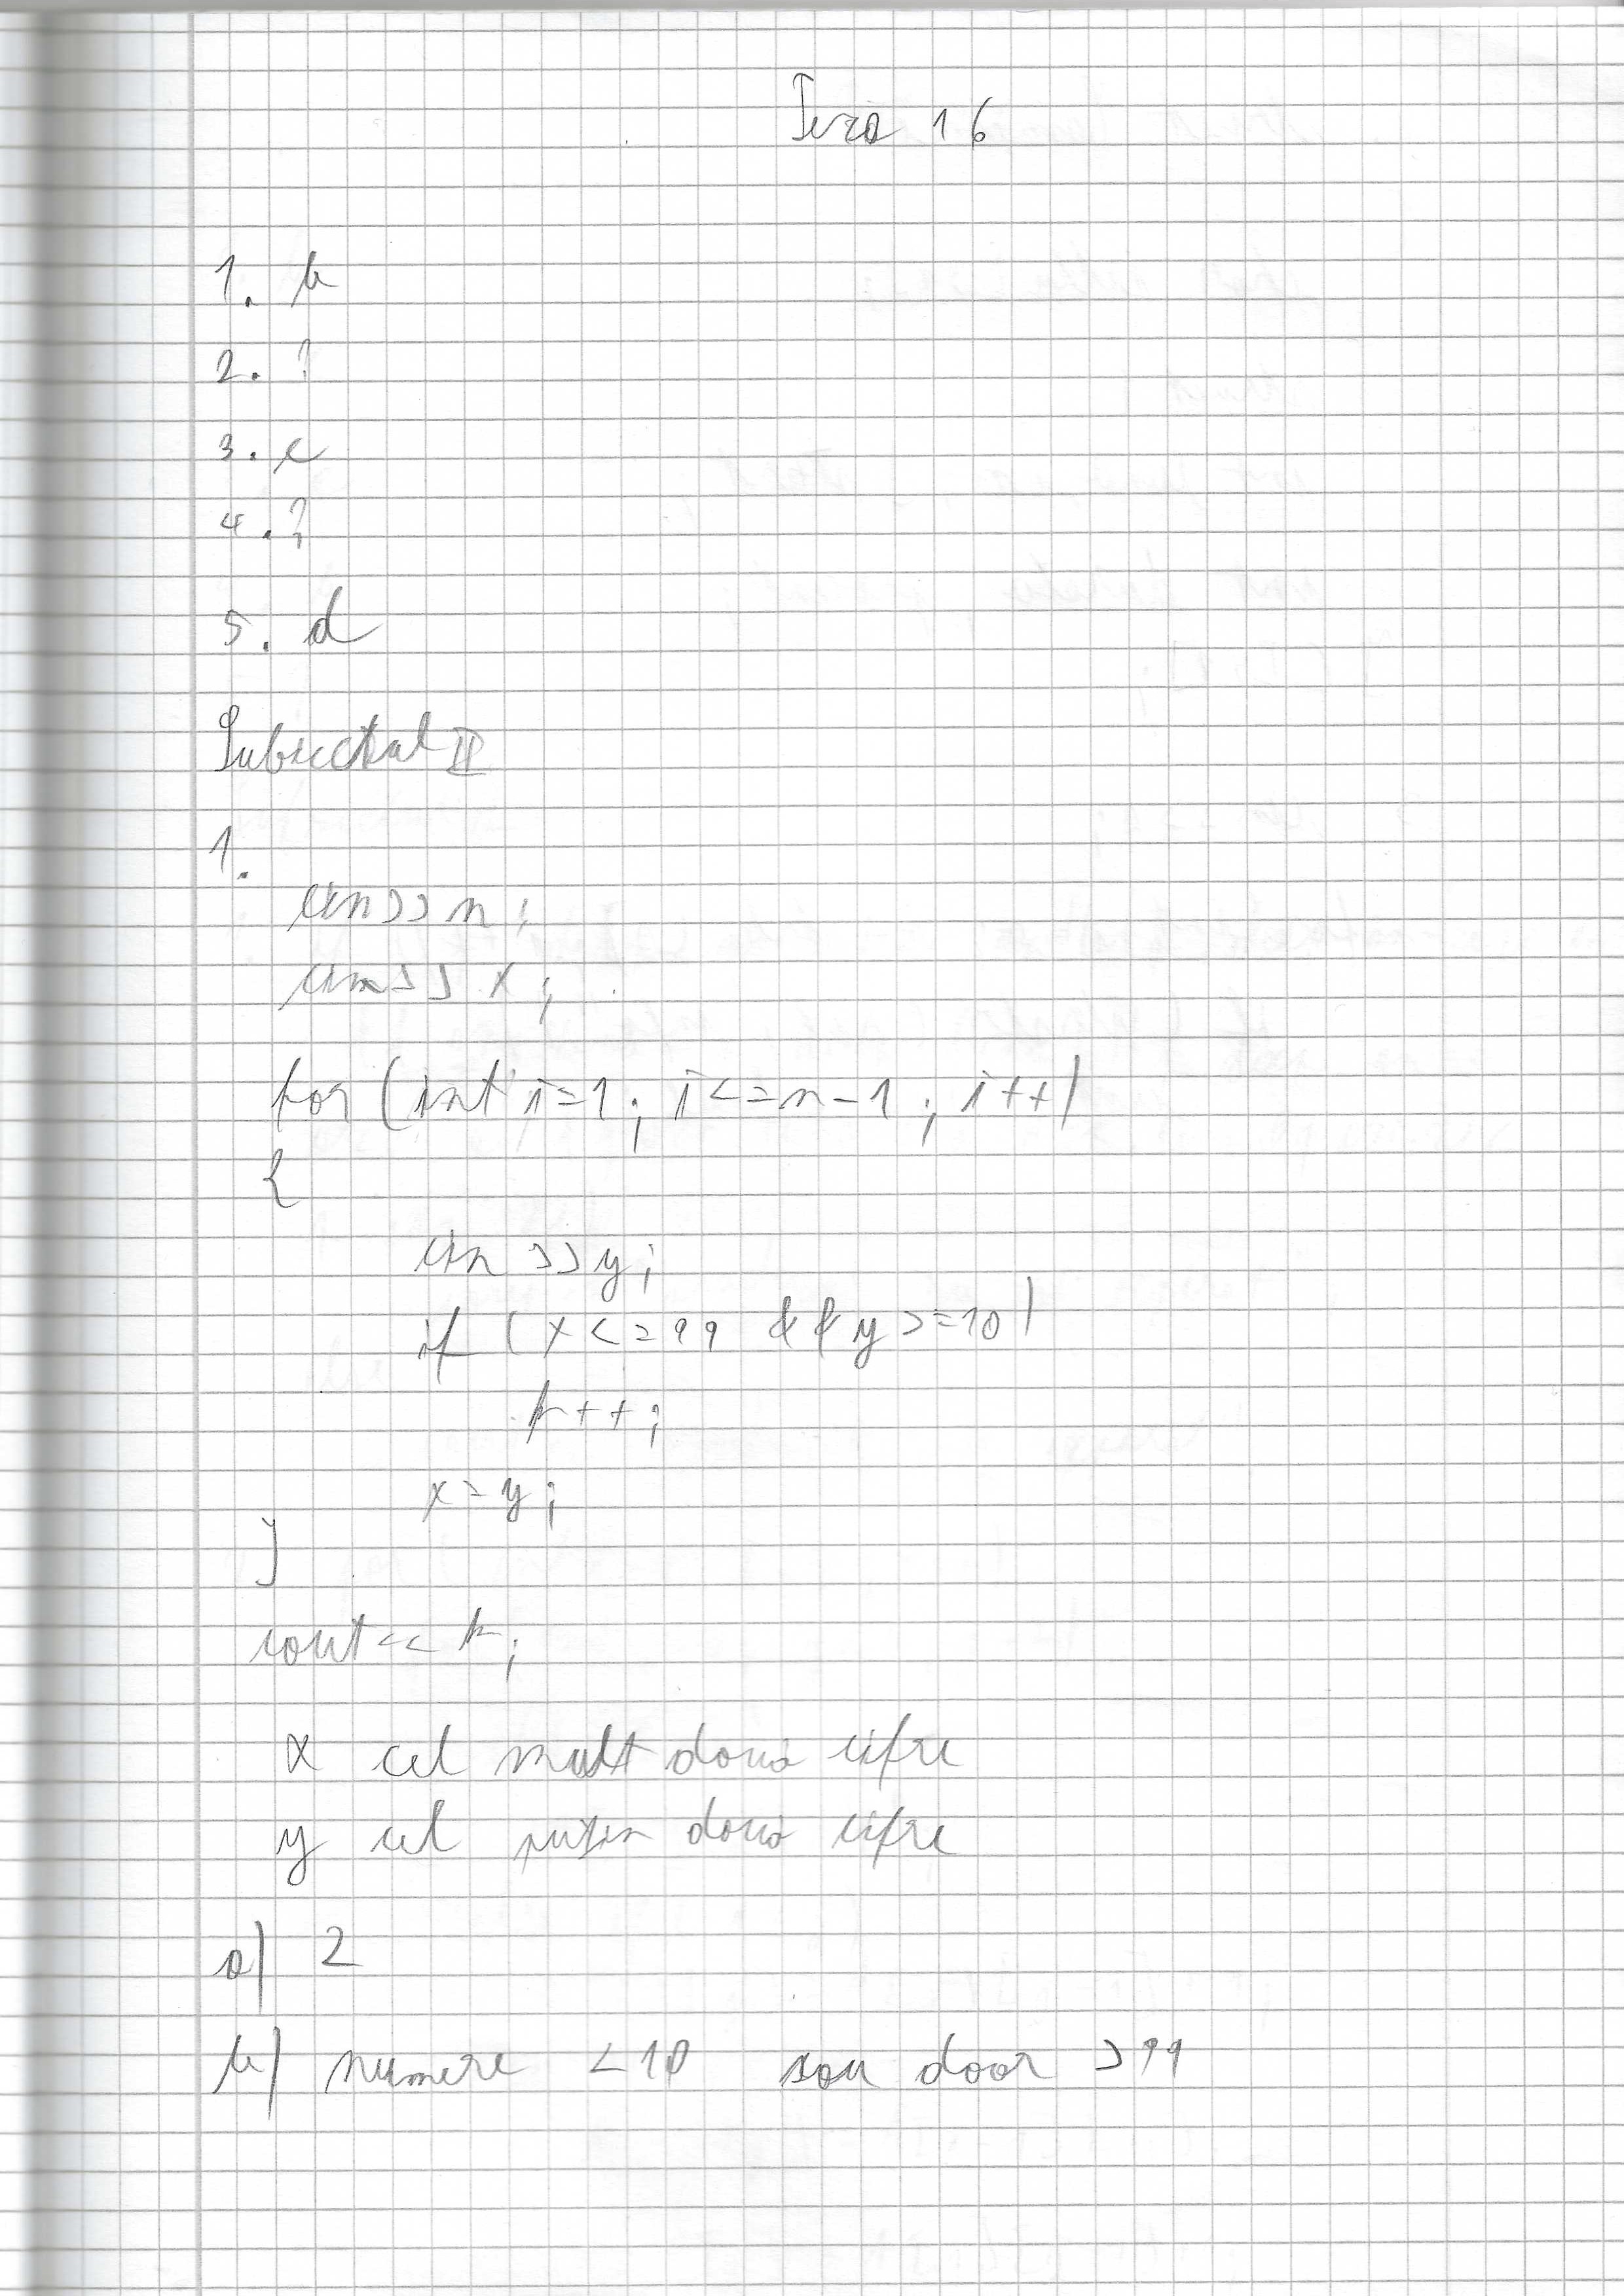 Teza 16
1. b
2. ?
3. c
4. ?
5. d
Subiectul II
1.
cin>>n;
cin>>x;
for (int i=1; i<=n-1; i++)
{
cin >>y;
if (x<=99 && y>=10)
k++;
x=y;
}
cout<<k;
x cel mult două cifre
y cel puțin două cifre
a) 2
b) numere <10 sau doar >99